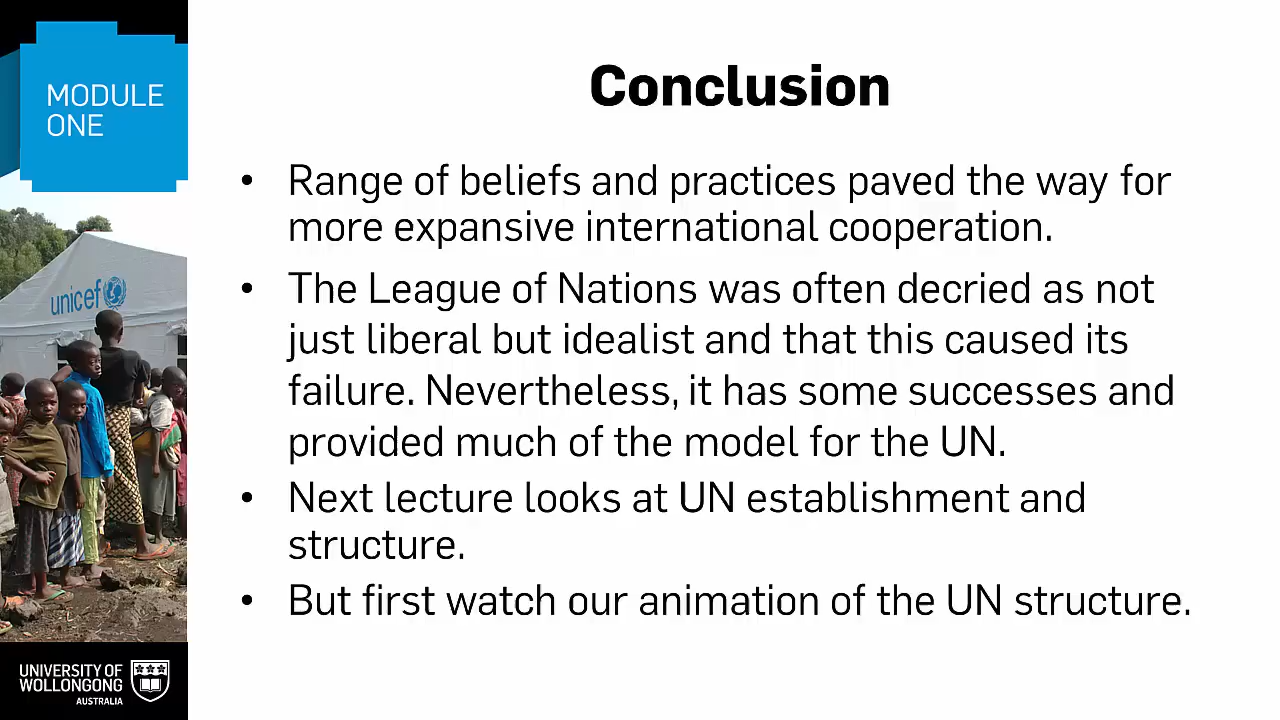 MODULE
ONE
Conclusion
• Range of beliefs and practices paved the way for
more expansive international cooperation.
• The League of Nations was often decried as not
just liberal but idealist and that this caused its
failure. Nevertheless, it has some successes and
provided much of the model for the UN.
• Next lecture looks at UN establishment and
structure.
• But first watch our animation of the UN structure.
unicef
UNIVERSITY OF
WOLLONGONG
AUSTRALIA